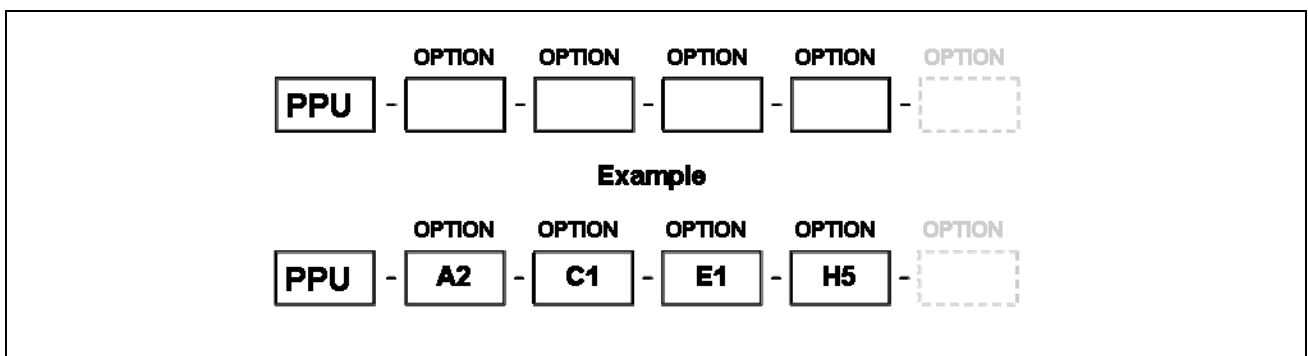 OPTION OPTION OPTION OPTION OPTION
PPU - - - - -
Example
OPTION OPTION OPTION OPTION OPTION
PPU - A2 - C1 - E1 - H5 -